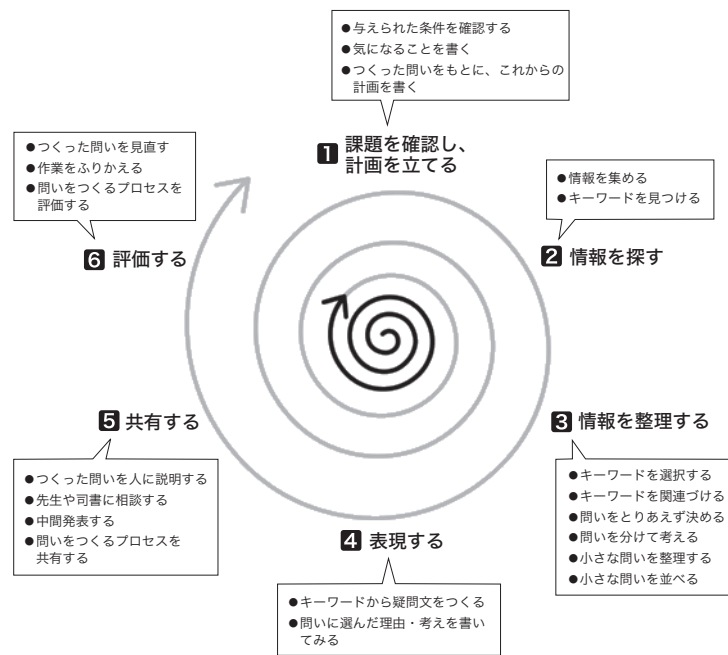 ●与えられた条件を確認する
●気になることを書く
●つくった問いをもとに、これからの
計画を書く
1 課題を確認し、
計画を立てる
●情報を集める
●キーワードを見つける
2 情報を探す
3 情報を整理する
●キーワードを選択する
●キーワードを関連づける
●問いをとりあえず決める
●問いを分けて考える
●小さな問いを整理する
●小さな問いを並べる
4 表現する
●キーワードから疑問文をつくる
●問いに選んだ理由・考えを書い
てみる
5 共有する
●つくった問いを人に説明する
●先生や司書に相談する
●中間発表する
●問いをつくるプロセスを
共有する
●つくった問いを見直す
●作業をふりかえる
●問いをつくるプロセスを
評価する
6 評価する